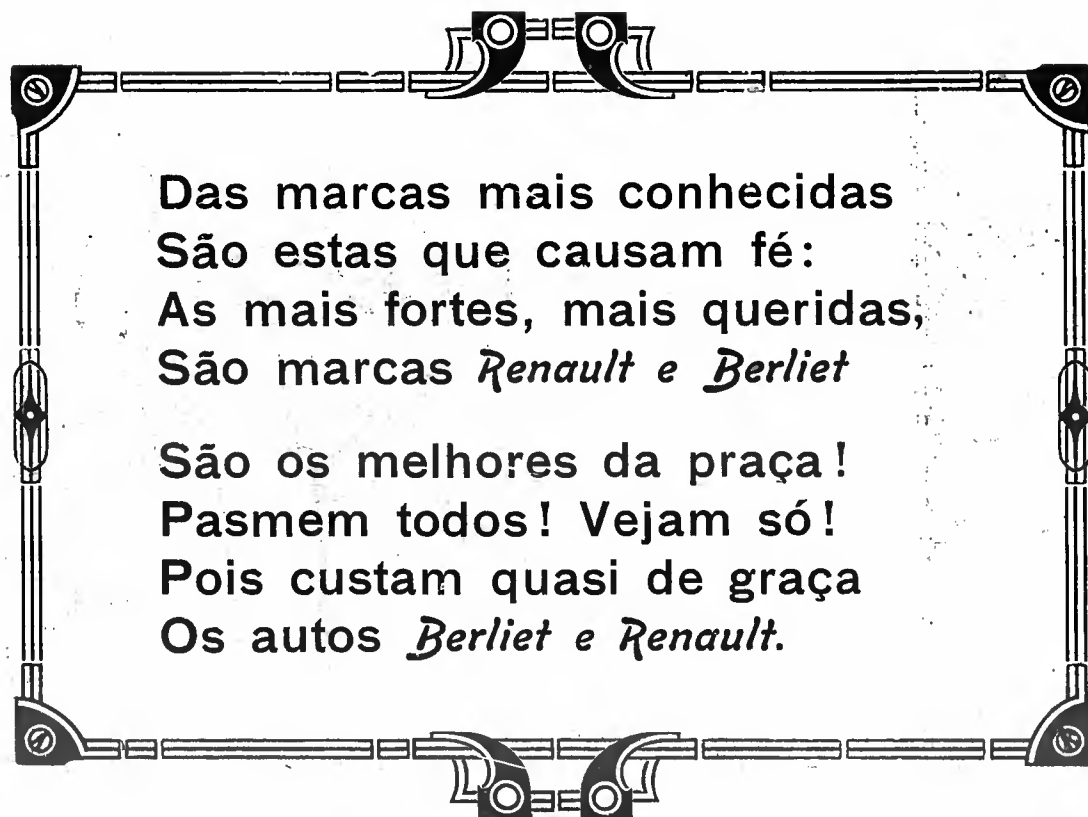 Das marcas mais conhecidas
São estas que causam fé:
As mais fortes, mais queridas,
São marcas Renault e Berliet
São os melhores da praça!
Pasmem todos! Vejam só!
Pois custam quasi de graça
Os autos Berliet e Renault.